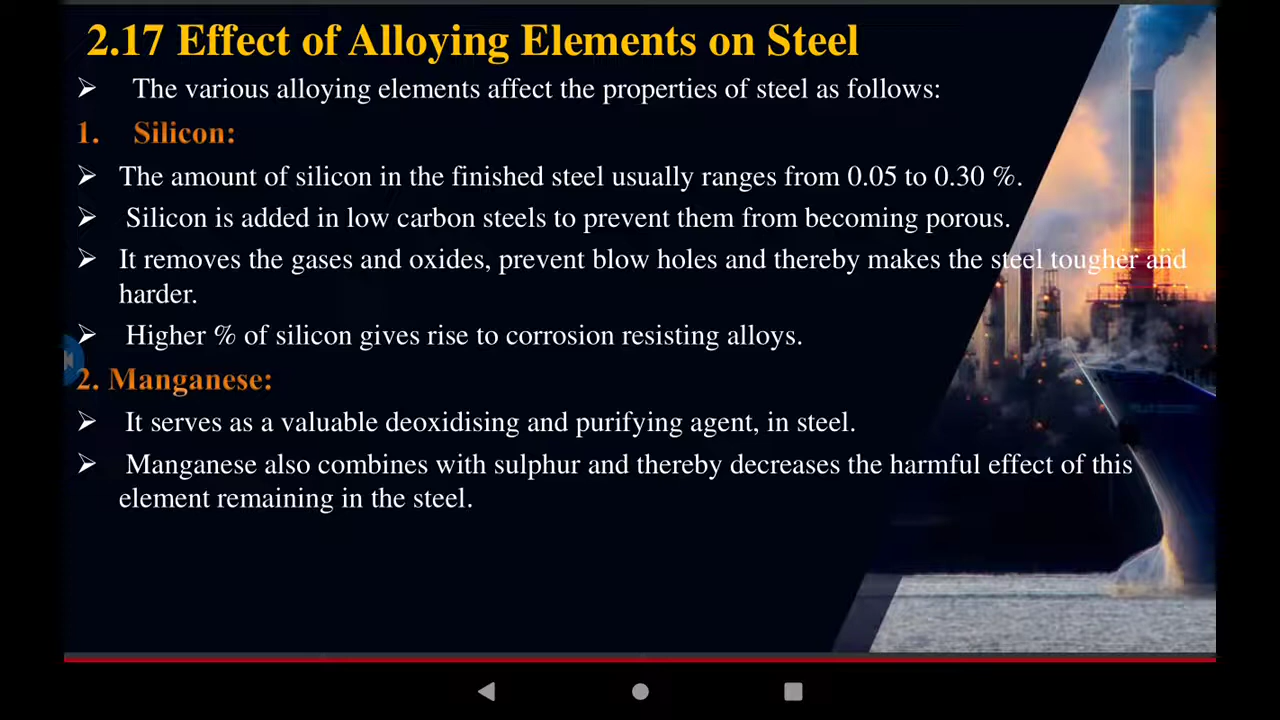 2.17 Effect of Alloying Elements on Steel
➢ The various alloying elements affect the properties of steel as follows:
1. Silicon:
➢ The amount of silicon in the finished steel usually ranges from 0.05 to 0.30 %.
➢ Silicon is added in low carbon steels to prevent them from becoming porous.
➢ It removes the gases and oxides, prevent blow holes and thereby makes the steel tougher and
harder.
➢ Higher % of silicon gives rise to corrosion resisting alloys.
2. Manganese:
➢ It serves as a valuable deoxidising and purifying agent, in steel.
➢ Manganese also combines with sulphur and thereby decreases the harmful effect of this
element remaining in the steel.